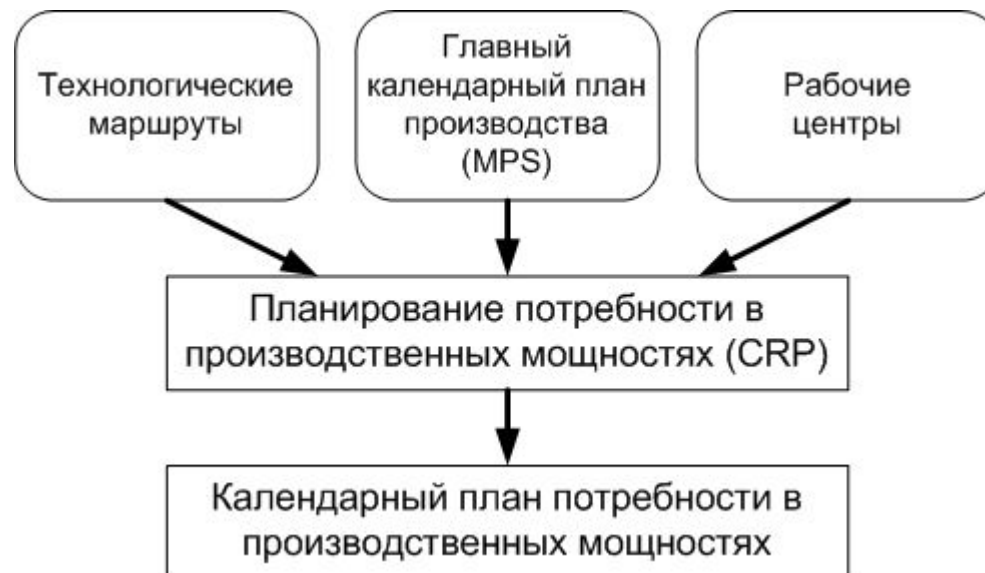 Технологические
маршруты
Главный
календарный план
производства
(MPS)
Рабочие
центры
Планирование потребности в
производственных мощностях (CRP)
Календарный план потребности в
производственных мощностях